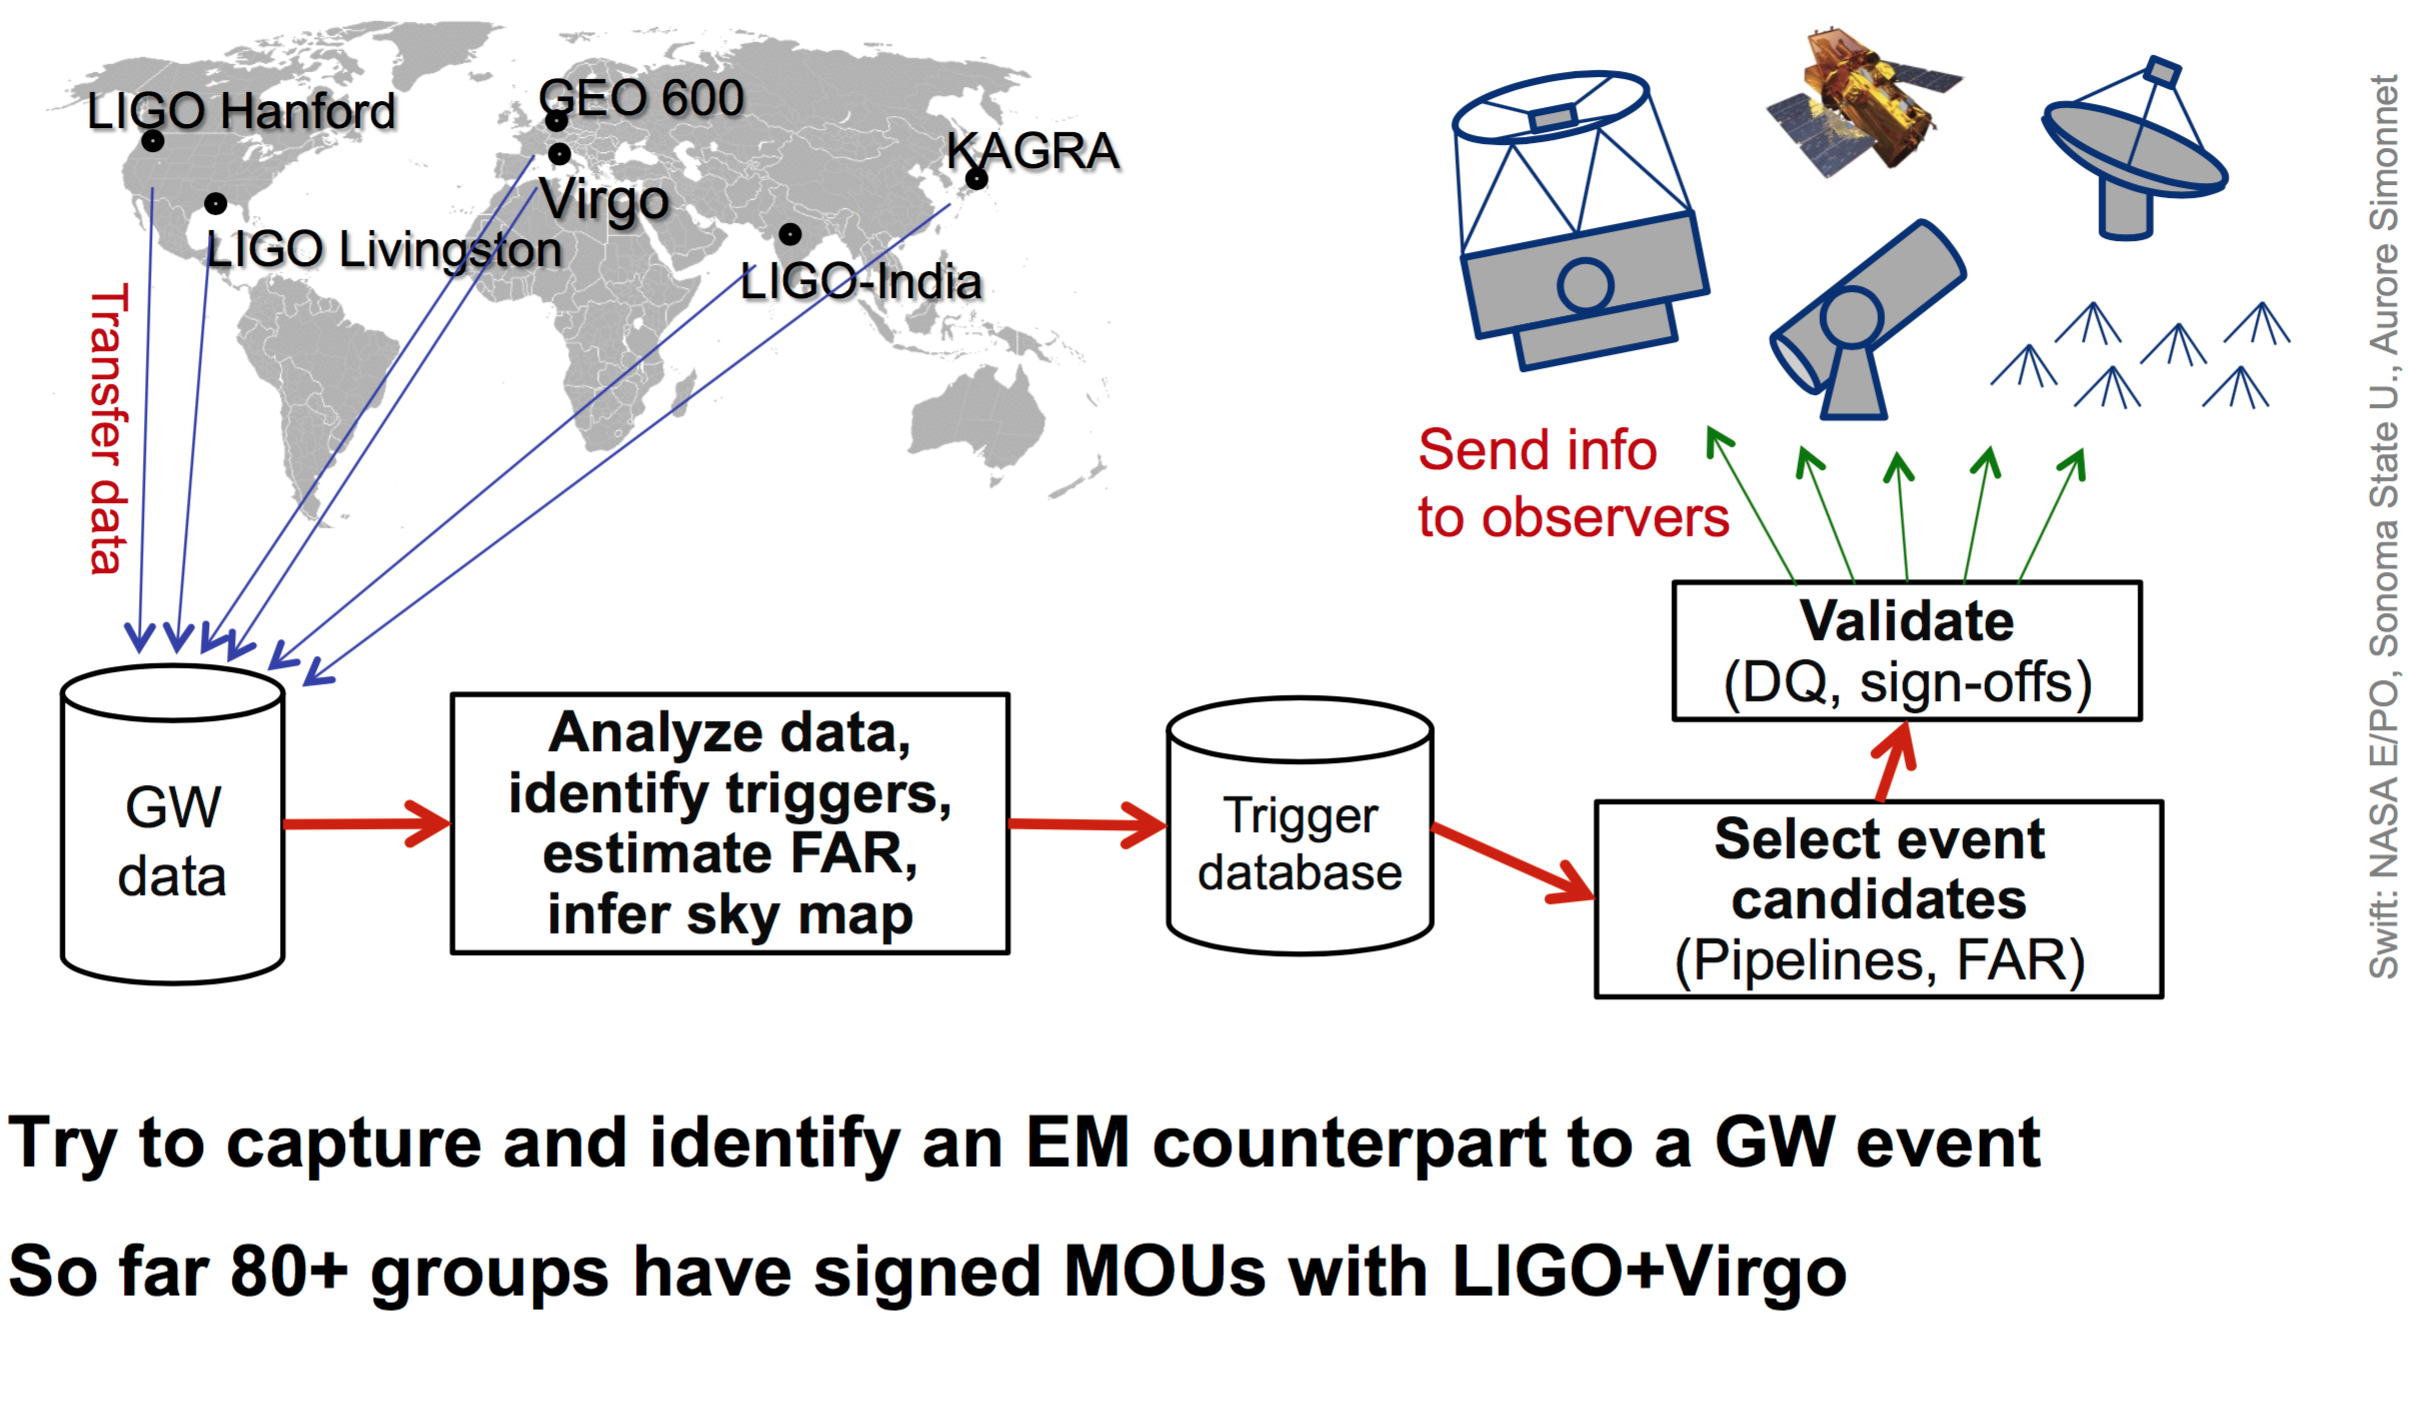 LIGO Hanford
GEO 600
KAGRA
Virgo
LIGO Livingston
LIGO-India
Transfer data
Send info
to observers
Validate
(DQ, sign-offs)
GW
data
Analyze data,
identify triggers,
estimate FAR,
infer sky map
Trigger
database
Select event
candidates
(Pipelines, FAR)
Swift: NASA E/PO, Sonoma State U., Aurore Simonnet
Try to capture and identify an EM counterpart to a GW event
So far 80+ groups have signed MOUs with LIGO+Virgo